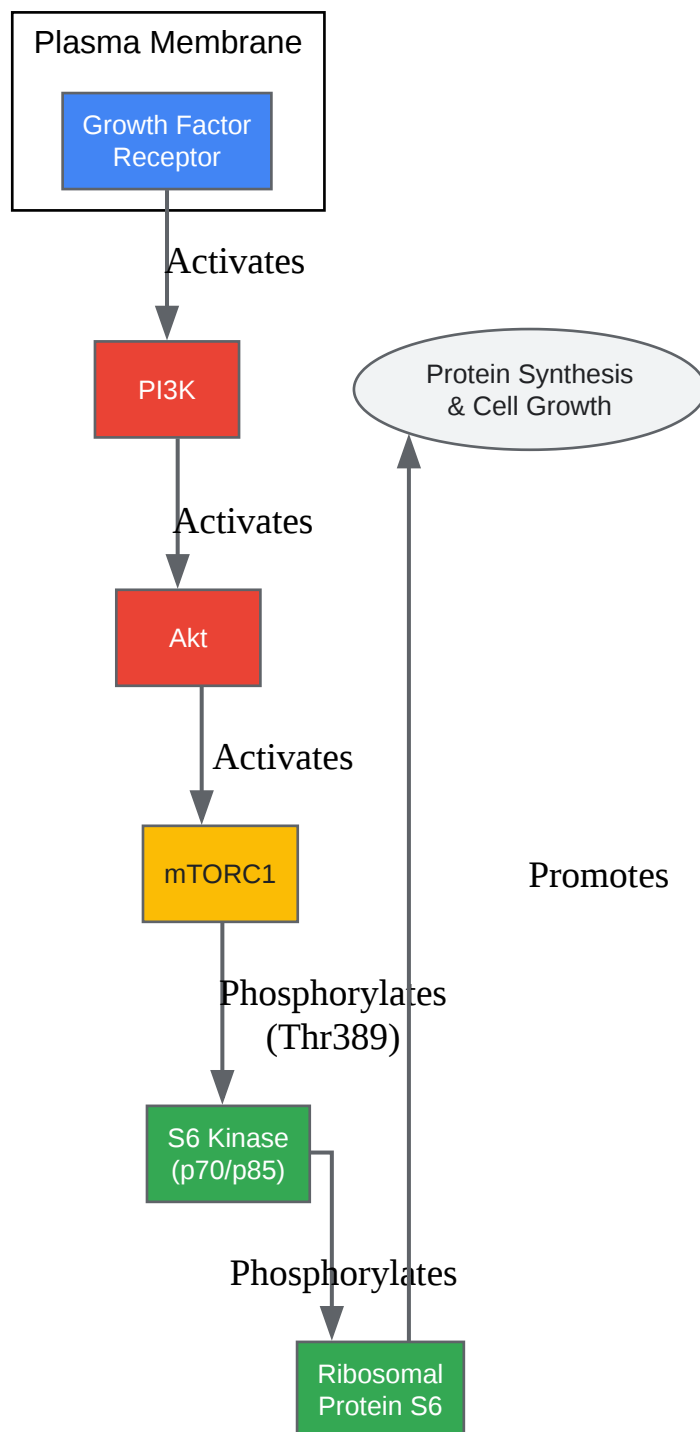 Plasma Membrane
Growth Factor
Receptor
Activates
PI3K
Protein Synthesis
& Cell Growth
Activates
Akt
Activates
mTORC1
Promotes
Phosphorylates
(Thr389)
S6 Kinase
(p70/p85)
Phosphorylates
Ribosomal
Protein S6